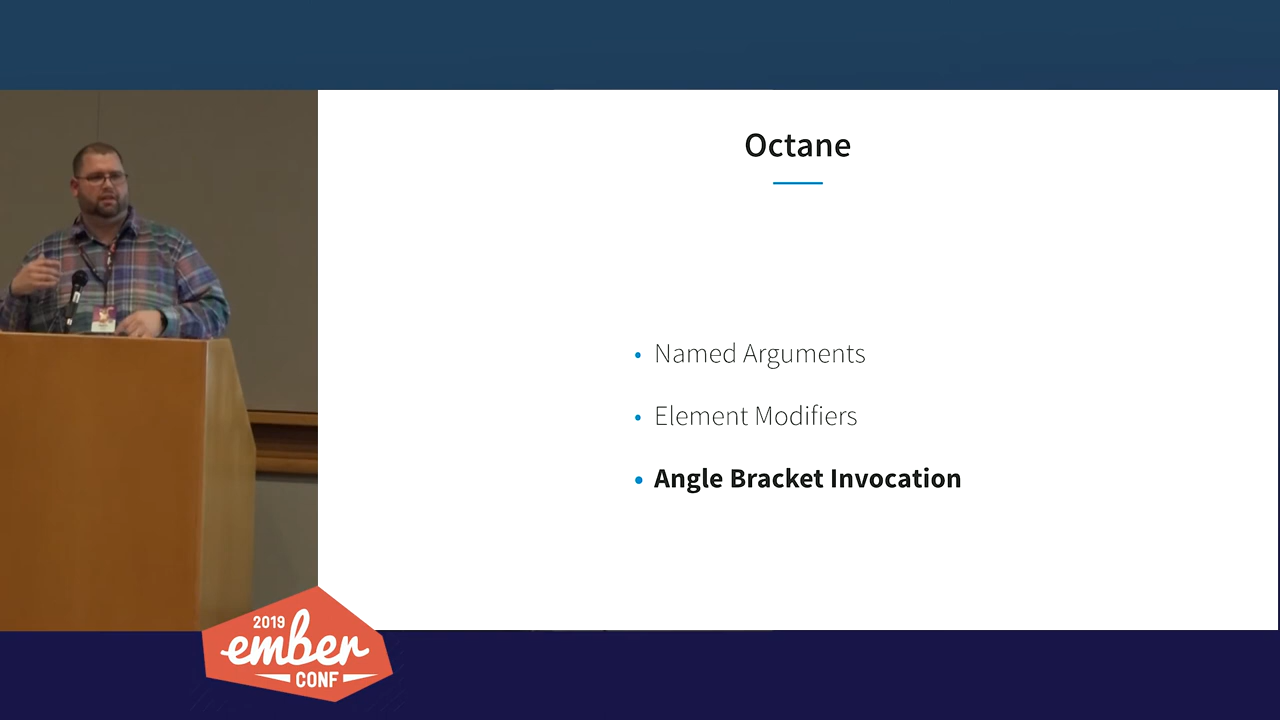 Octane
• Named Arguments
• Element Modifiers
• Angle Bracket Invocation
2019
ember
CONF